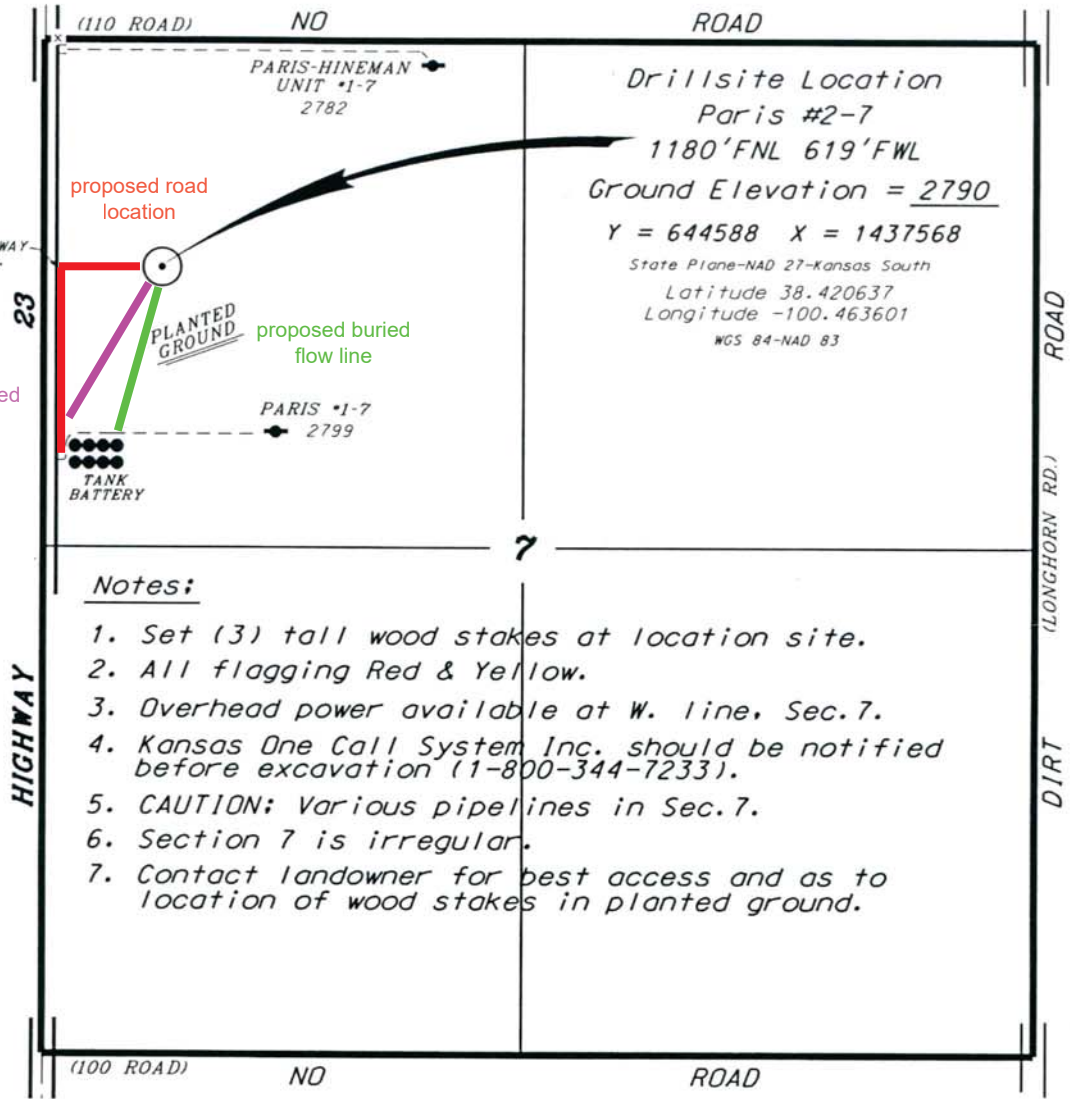 (110 ROAD) NO ROAD
PARIS-HINEMAN
UNIT *1-7
2782
Drillsite Location
Paris #2-7
1180'FNL 619'FWL
Ground Elevation = 2790
Y = 644588 X = 1437568
State Plane-NAD 27-Kansas South
Latitude 38.420637
Longitude -100.463601
WGS 84-NAD 83
proposed road
location
WAY
23
PLANTED
GROUND
proposed buried
flow line
ed
PARIS *1-7
2799
TANK
BATTERY
ROAD
(LONGHORN RD.)
DIRT
7
HIGHWAY
Notes:
1. Set (3) tall wood stakes at location site.
2. All flagging Red & Yellow.
3. Overhead power available at W. line, Sec.7.
4. Kansas One Call System Inc. should be notified
before excavation (1-800-344-7233).
5. CAUTION: Various pipelines in Sec.7.
6. Section 7 is irregular.
7. Contact landowner for best access and as to
location of wood stakes in planted ground.
(100 ROAD) NO ROAD